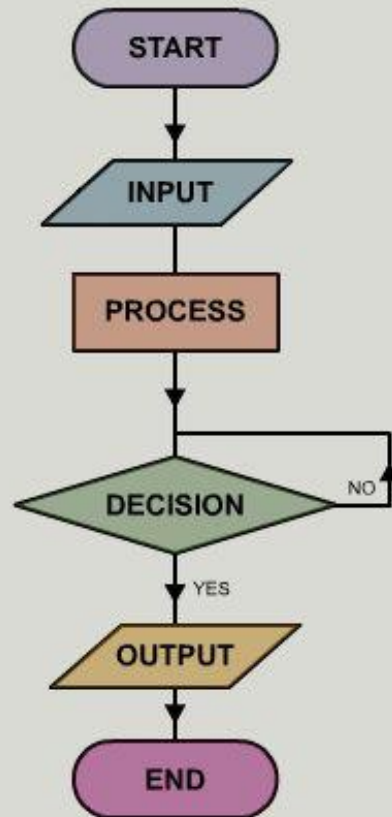 START
INPUT
PROCESS
DECISION
NO
YES
OUTPUT
END